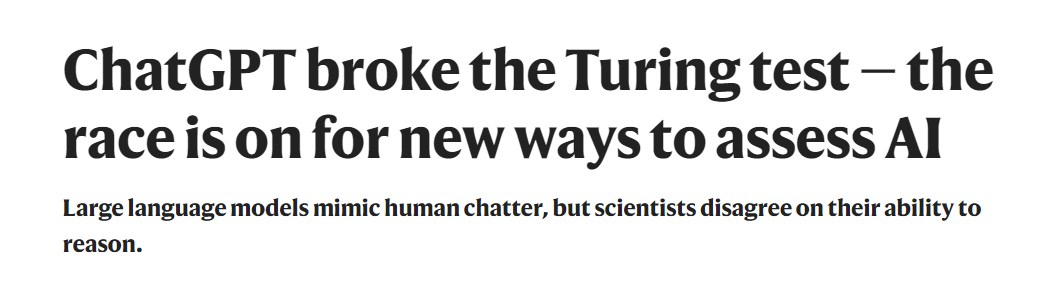 ChatGPT broke the Turing test — the
race is on for new ways to assess AI
Large language models mimic human chatter, but scientists disagree on their ability to
reason.